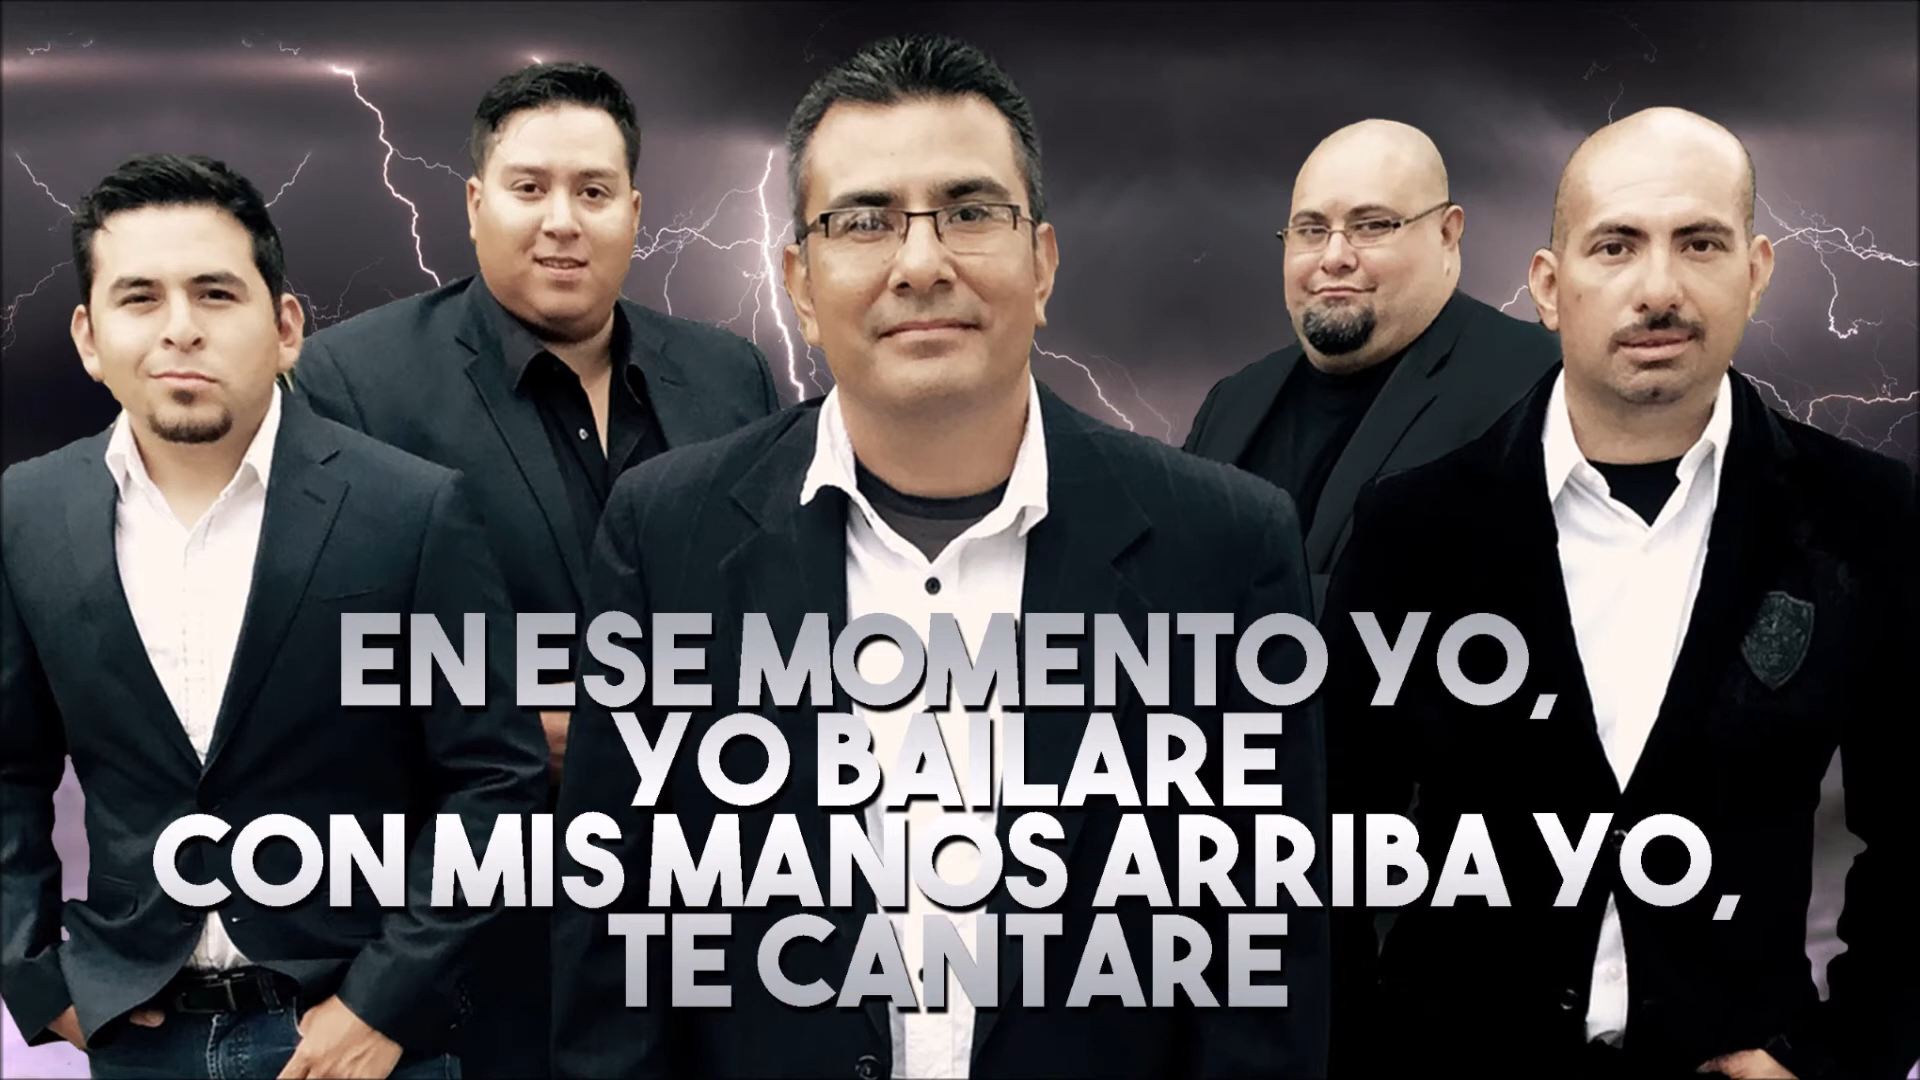 EN ESE MOMENTO YO,
YO BAILARE
CON MIS MANOS ARRIBA YO,
TE CANTARE